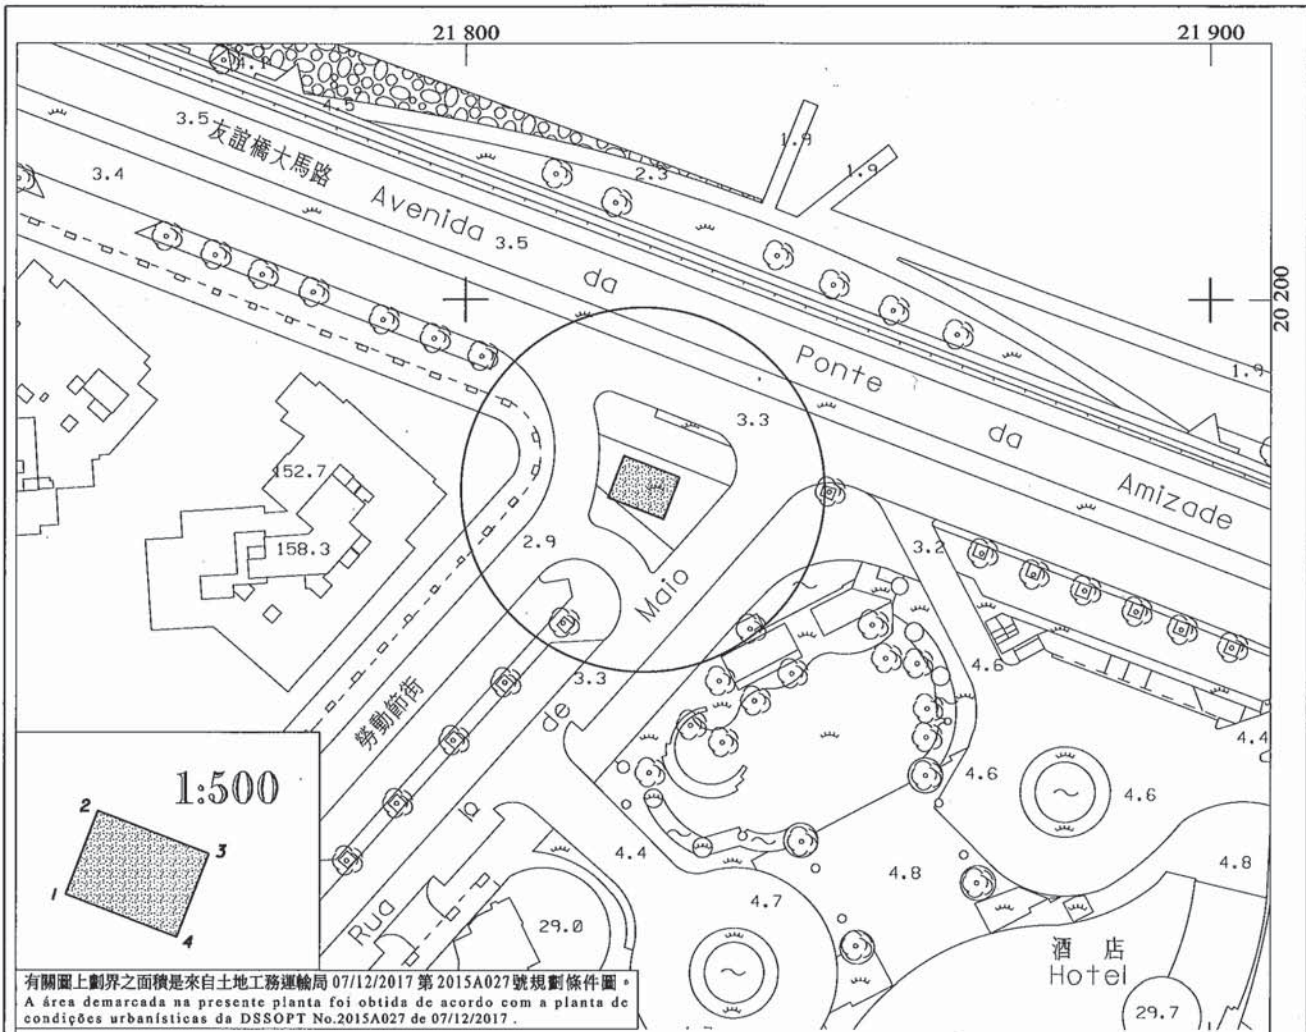 21 800
21 900
20 200
4.1
4.5
3.5
友誼橋大馬路
Avenida
3.5
da
Ponte
da
Amizade
3.4
2.3
1.9
1.9
1.9
3.3
152.7
158.3
2.9
3.2
Maio
de
la
Rua
勞動節街
3.3
4.6
4.4
4.6
4.6
4.8
4.4
4.8
4.7
29.0
酒店
Hotel
29.7
1:500
1
2
3
4
有關圖上劃界之面積是來自土地工務運輸局 07/12/2017 第 2015A027 號規劃條件圖。
A área demarcada na presente planta foi obtida de acordo com a planta de
condições urbanísticas da DSSOPT No.2015A027 de 07/12/2017 .